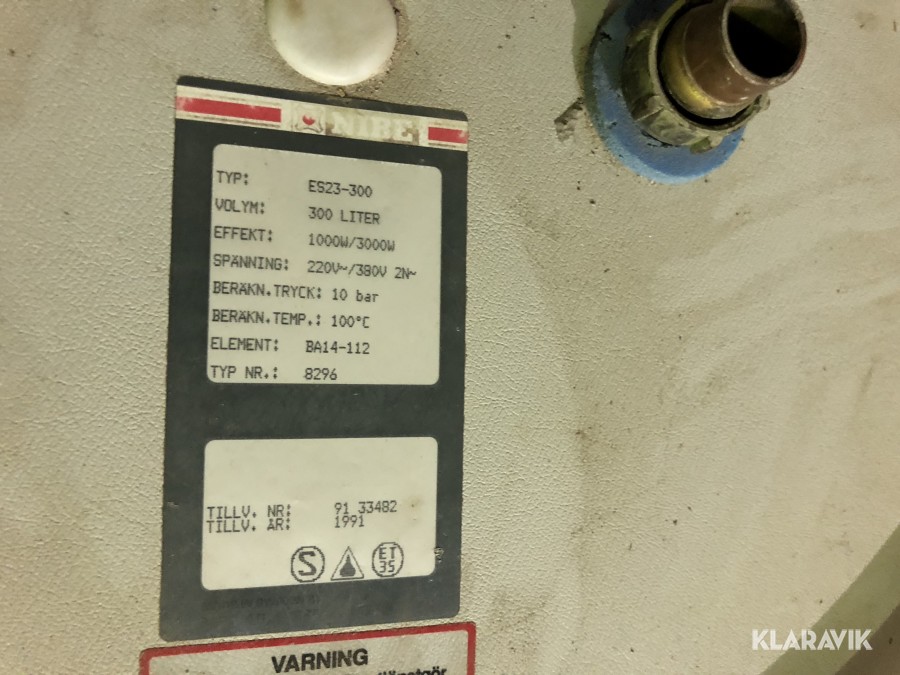 NIBE
TYP: ES23-300
VOLYM: 300 LITER
EFFEKT: 1000W/3000W
SPÄNNING: 220V~/380V 2N~
BERÄKN.TRYCK: 10 bar
BERÄKN.TEMP.: 100°C
ELEMENT: BA14-112
TYP NR.: 8296
TILLV. NR: 91 33482
TILLV. ÅR: 1991
S
ET
35
VARNING
KLARAVIK